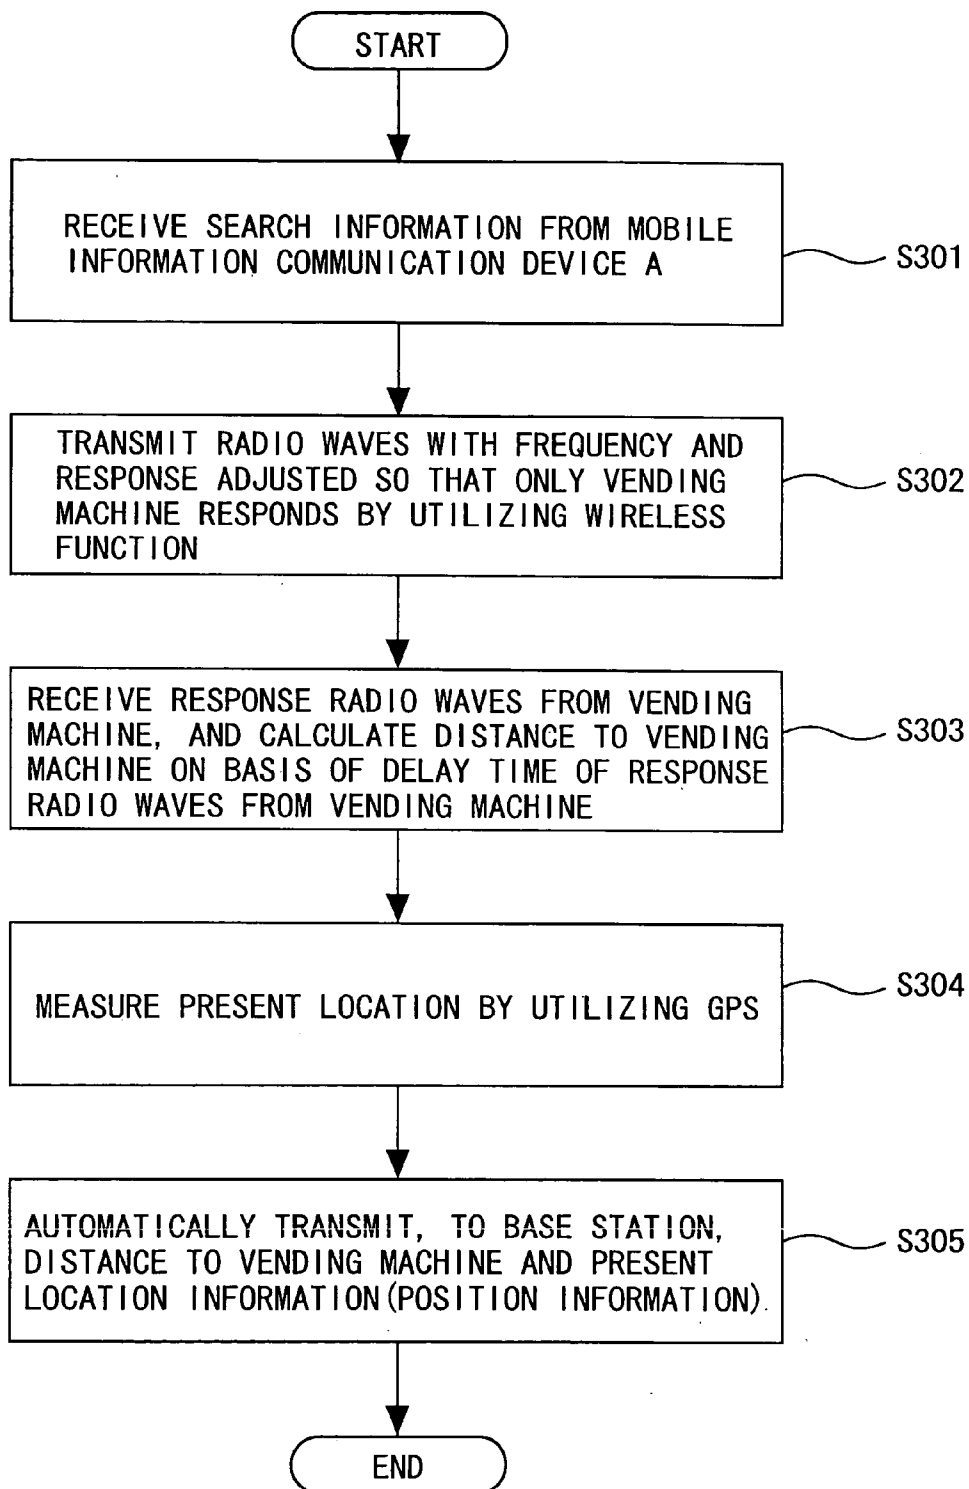 START
RECEIVE SEARCH INFORMATION FROM MOBILE
INFORMATION COMMUNICATION DEVICE A
S301
TRANSMIT RADIO WAVES WITH FREQUENCY AND
RESPONSE ADJUSTED SO THAT ONLY VENDING
MACHINE RESPONDS BY UTILIZING WIRELESS
FUNCTION
S302
RECEIVE RESPONSE RADIO WAVES FROM VENDING
MACHINE, AND CALCULATE DISTANCE TO VENDING
MACHINE ON BASIS OF DELAY TIME OF RESPONSE
RADIO WAVES FROM VENDING MACHINE
S303
MEASURE PRESENT LOCATION BY UTILIZING GPS
S304
AUTOMATICALLY TRANSMIT, TO BASE STATION,
DISTANCE TO VENDING MACHINE AND PRESENT
LOCATION INFORMATION(POSITION INFORMATION).
S305
END